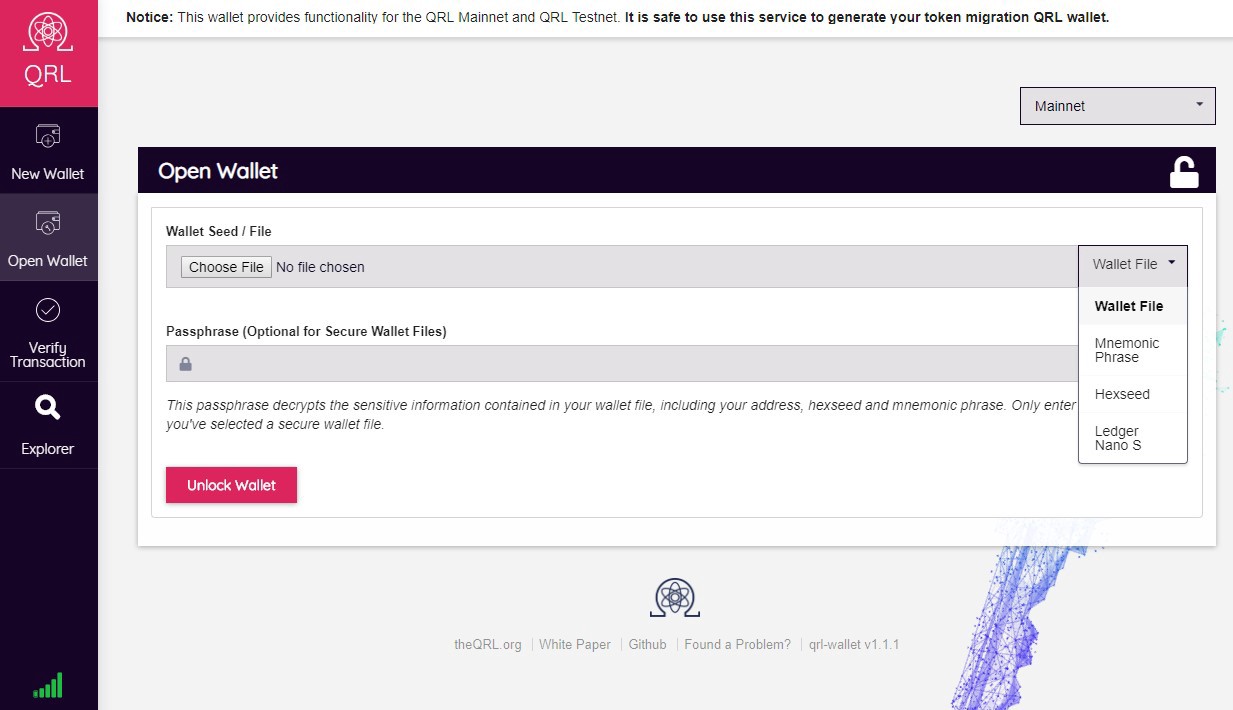 Notice: This wallet provides functionality for the QRL Mainnet and QRL Testnet. It is safe to use this service to generate your token migration QRL wallet.
QRL
New Wallet
Open Wallet
Verify
Transaction
Explorer
Mainnet
Open Wallet
Wallet Seed / File
Choose File No file chosen
Wallet File
Wallet File
Mnemonic
Phrase
Hexseed
Ledger
Nano S
Passphrase (Optional for Secure Wallet Files)
This passphrase decrypts the sensitive information contained in your wallet file, including your address, hexseed and mnemonic phrase. Only enter
you've selected a secure wallet file.
Unlock Wallet
theQRL.org White Paper Github Found a Problem? qrl-wallet v1.1.1